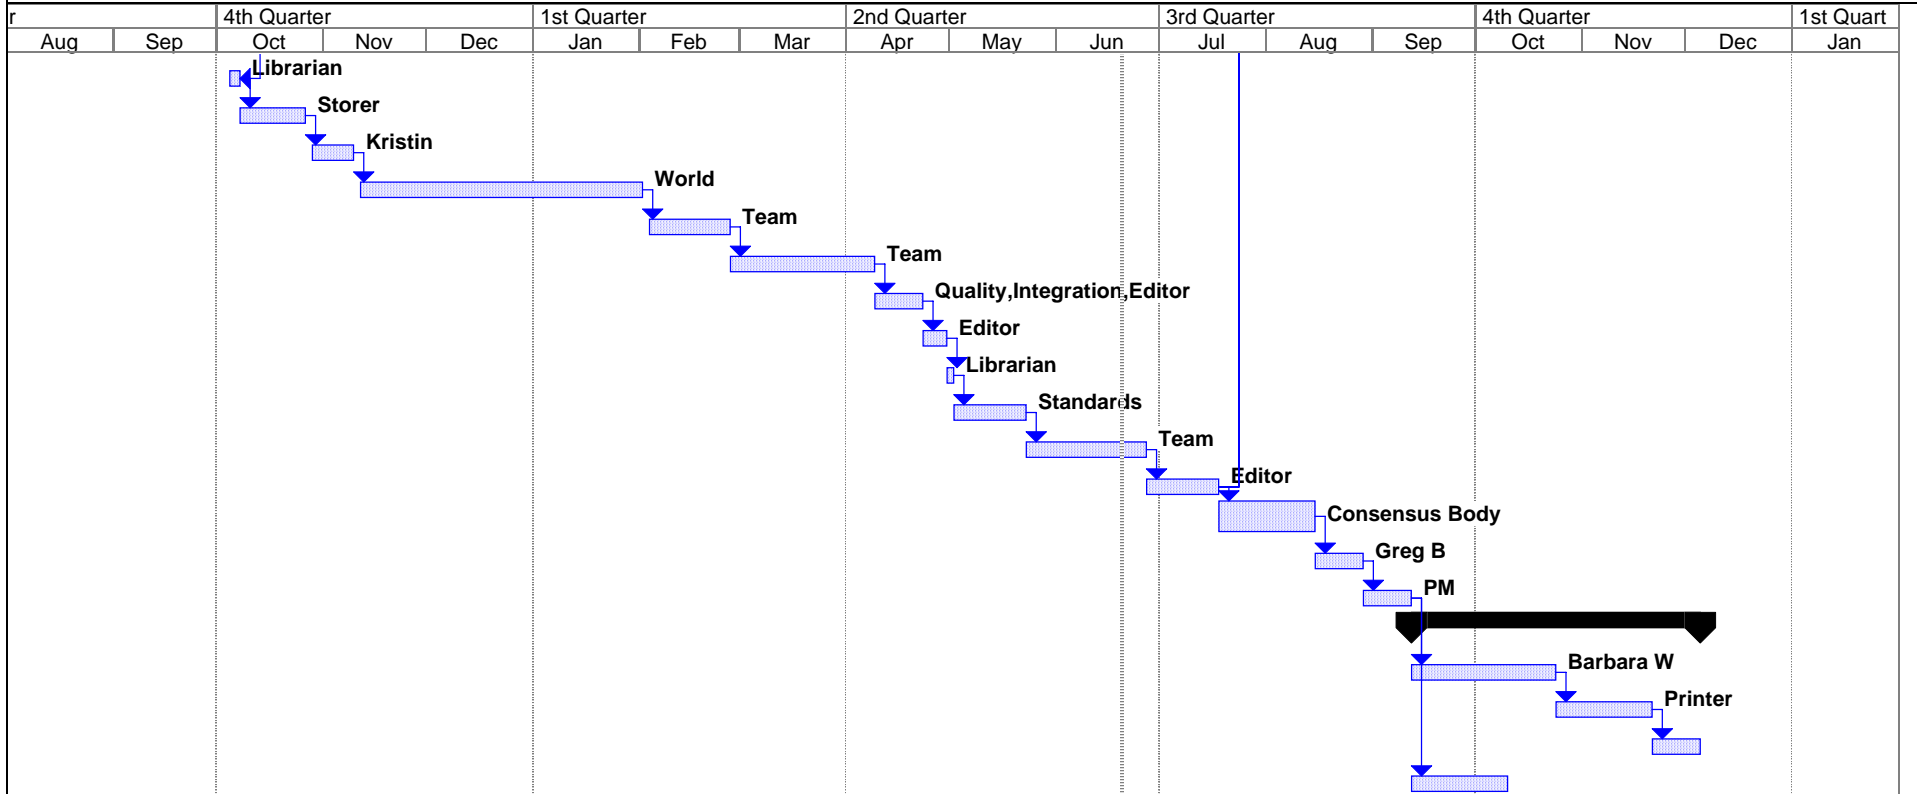 r 4th Quarter 1st Quarter 2nd Quarter 3rd Quarter 4th Quarter 1st Quart
Aug Sep Oct Nov Dec Jan Feb Mar Apr May Jun Jul Aug Sep Oct Nov Dec Jan
Librarian
Storer
Kristin
World
Team
Team
Quality,Integration,Editor
Editor
Librarian
Standards
Team
Editor
Consensus Body
Greg B
PM
Barbara W
Printer